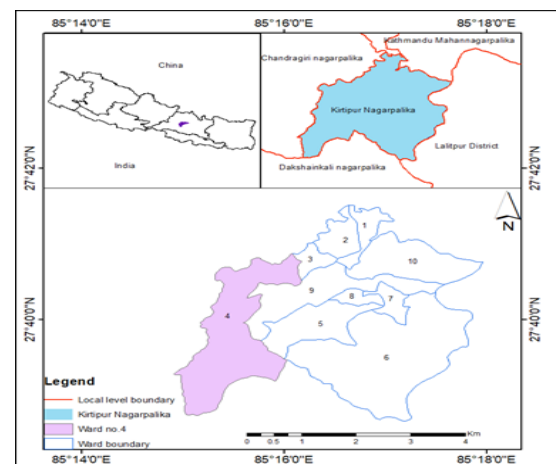 85°14'0"E
85°16'0"E
85°18'0"E
China
India
Kathmandu Mahannagarpalika
Chandragiri nagarpalika
Kirtipur Nagarpalika
Lalitpur District
Dakshainkali nagarpalika
27°42'0"N
27°42'0"N
N
1
2
3
10
9
8
7
4
5
6
27°40'0"N
27°40'0"N
Legend
Local level boundary
Kirtipur Nagarpalika
Ward no.4
Ward boundary
Km
0 0.5 1 2 3 4
85°14'0"E
85°16'0"E
85°18'0"E